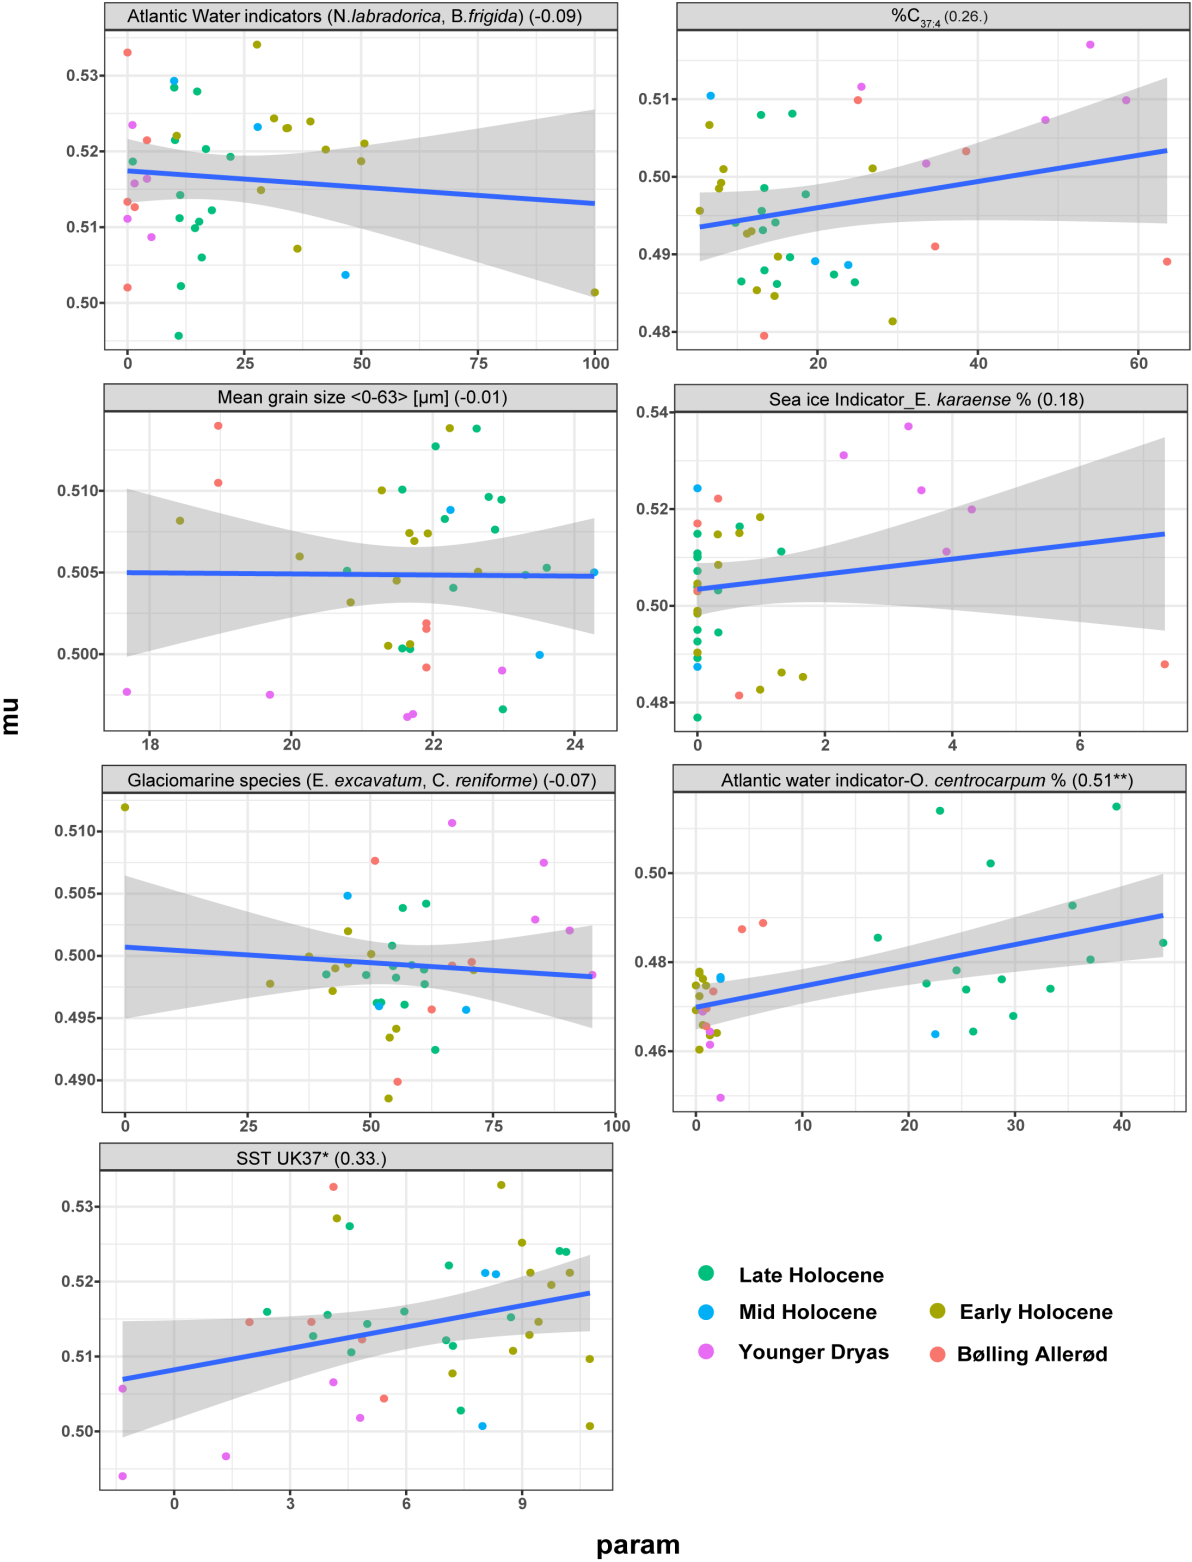 Atlantic Water indicators (N.labradorica, B.frigida) (-0.09)
0.53
0.52
0.51
0.50
0 25 50 75 100
%C37:4 (0.26.)
0.51
0.50
0.49
0.48
20 40 60
Mean grain size <0-63> [µm] (-0.01)
0.510
0.505
0.500
18 20 22 24
Sea ice Indicator_E. karaense % (0.18)
0.54
0.52
0.50
0.48
0 2 4 6
mu
Glaciomarine species (E. excavatum, C. reniforme) (-0.07)
0.510
0.505
0.500
0.495
0.490
0 25 50 75 100
Atlantic water indicator-O. centrocarpum % (0.51**)
0.50
0.48
0.46
0 10 20 30 40
SST UK37* (0.33.)
0.53
0.52
0.51
0.50
0 3 6 9
Late Holocene
Mid Holocene
Early Holocene
Younger Dryas
Bølling Allerød
param